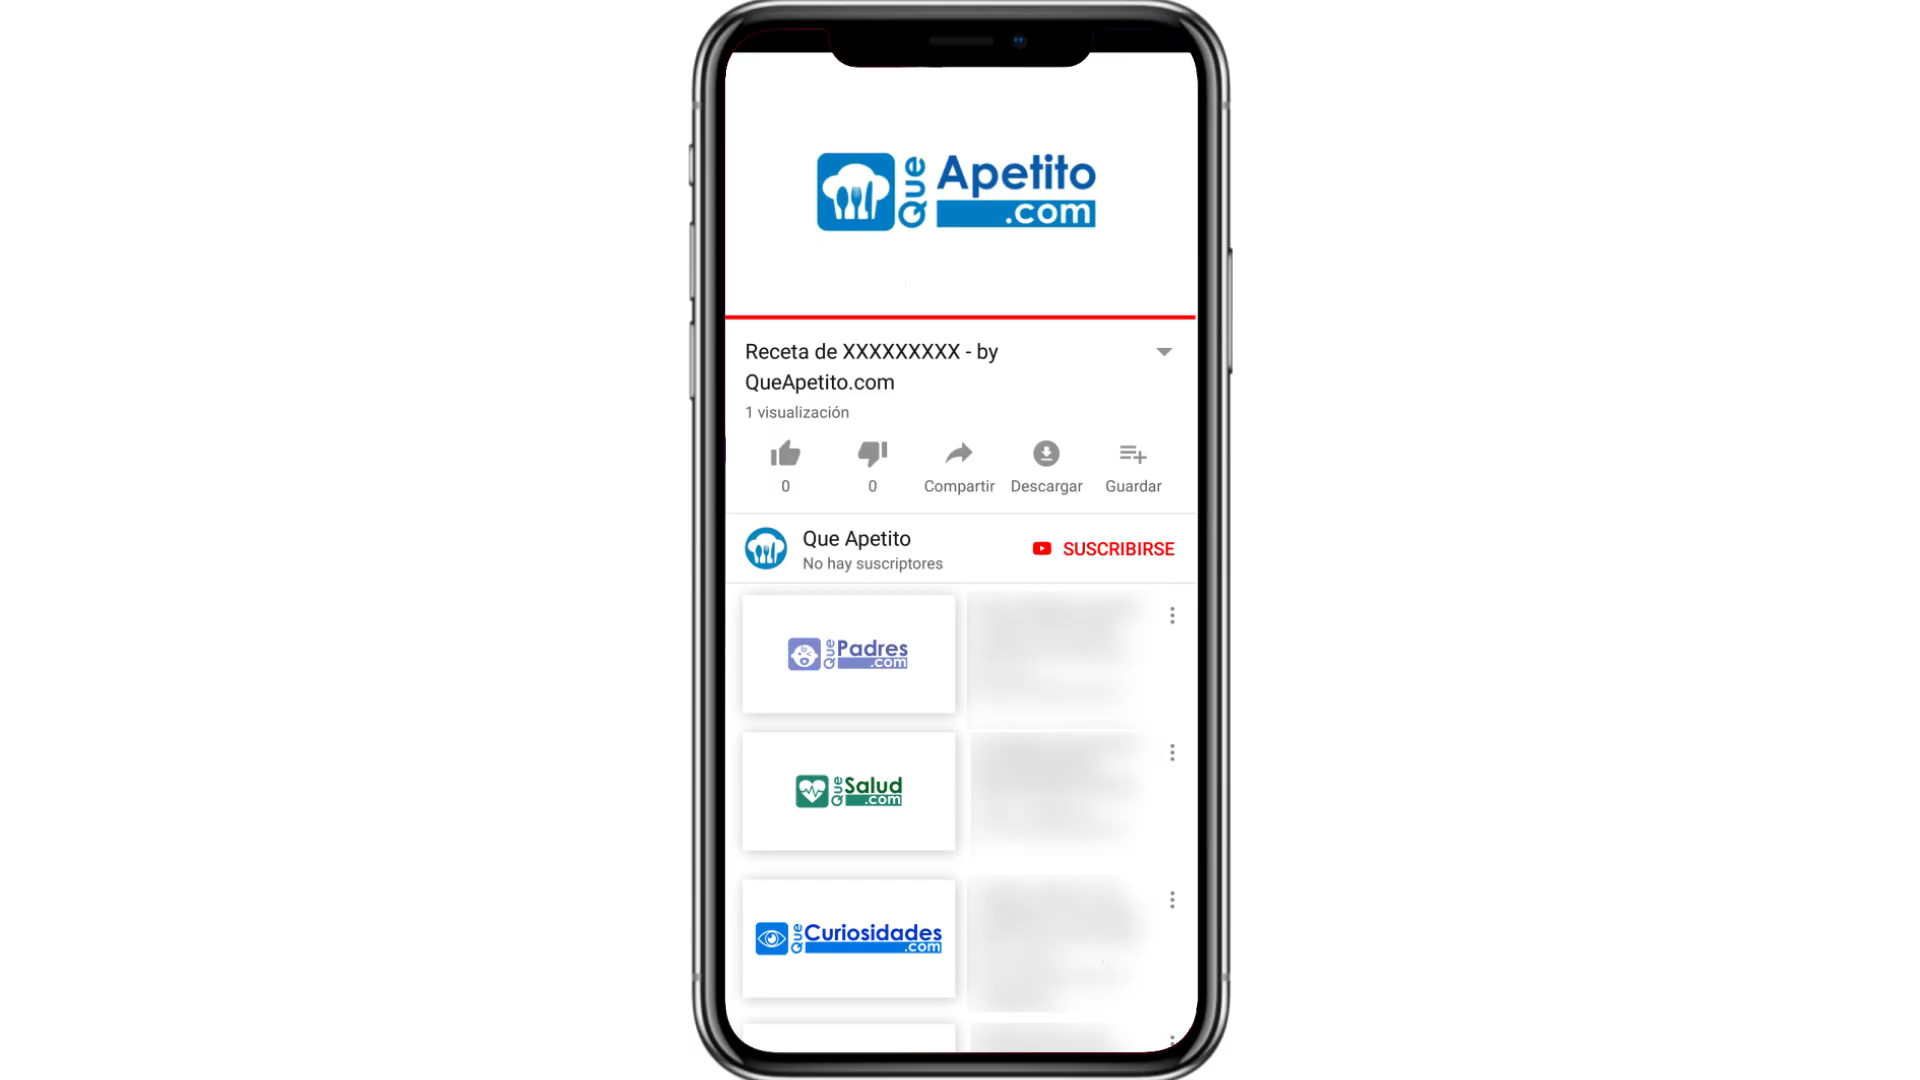 Que Apetito
.com
Receta de XXXXXXXXX - by
QueApetito.com
1 visualización
0
0
Compartir
Descargar
Guardar
Que Apetito
No hay suscriptores
SUSCRIBIRSE
Que Padres
.com
Que Salud
.com
Que Curiosidades
.com